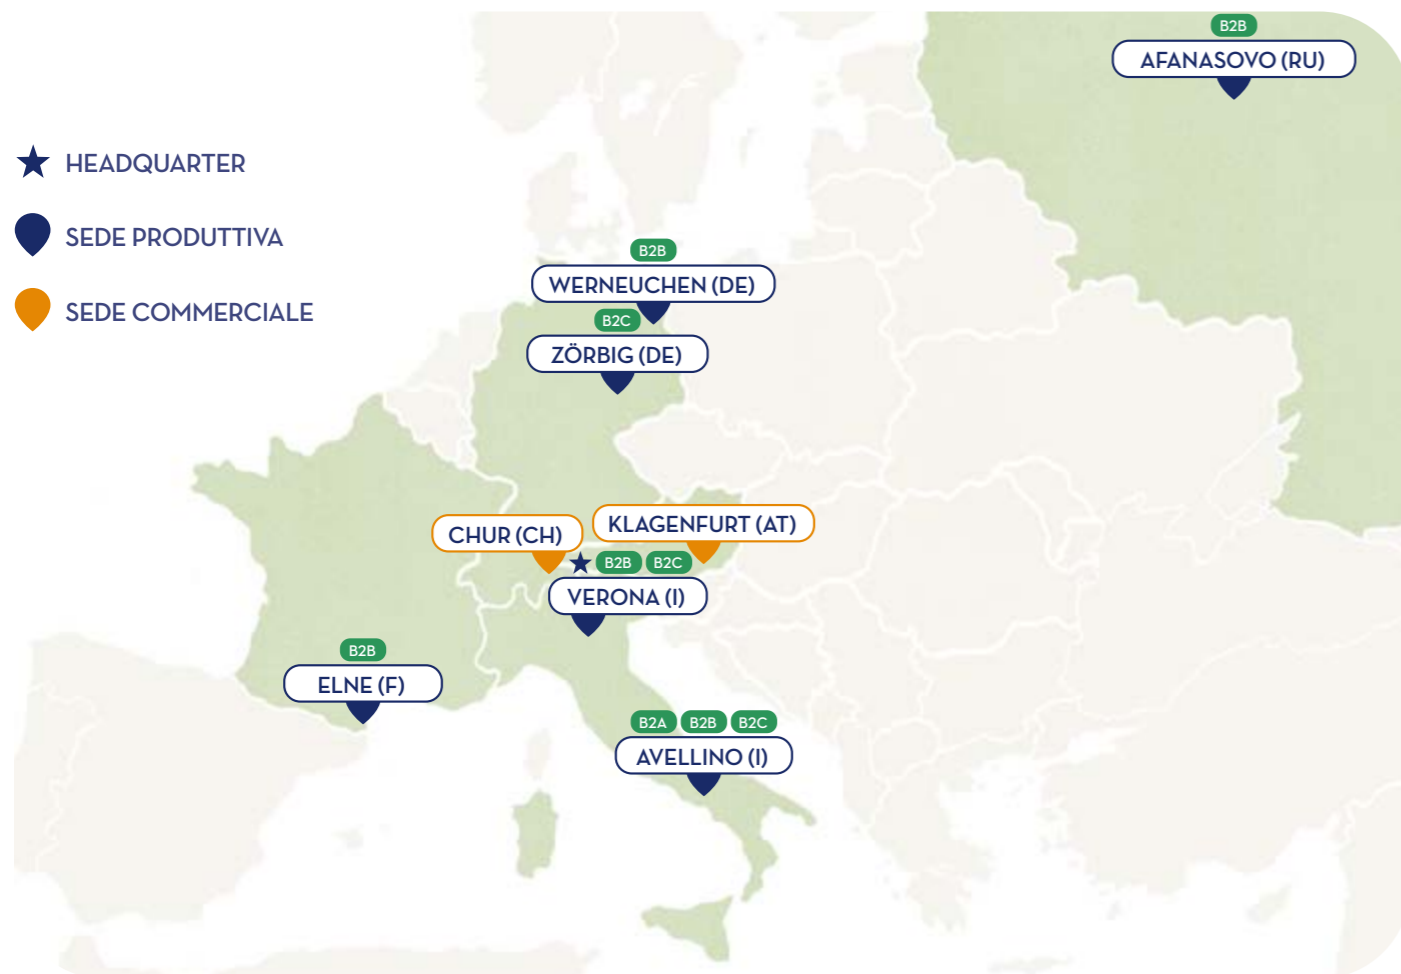 B2B
AFANASOVO (RU)
HEADQUARTER
SEDE PRODUTTIVA
SEDE COMMERCIALE
B2B
WERNEUCHEN (DE)
B2C
ZÖRBIG (DE)
CHUR (CH)
KLAGENFURT (AT)
B2B B2C
VERONA (I)
B2B
ELNE (F)
B2A B2B B2C
AVELLINO (I)